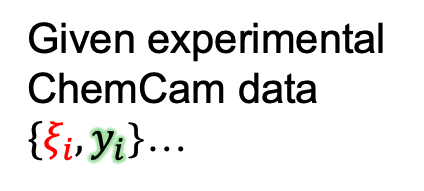 Given experimental
ChemCam data
{ξᵢ, yᵢ}…